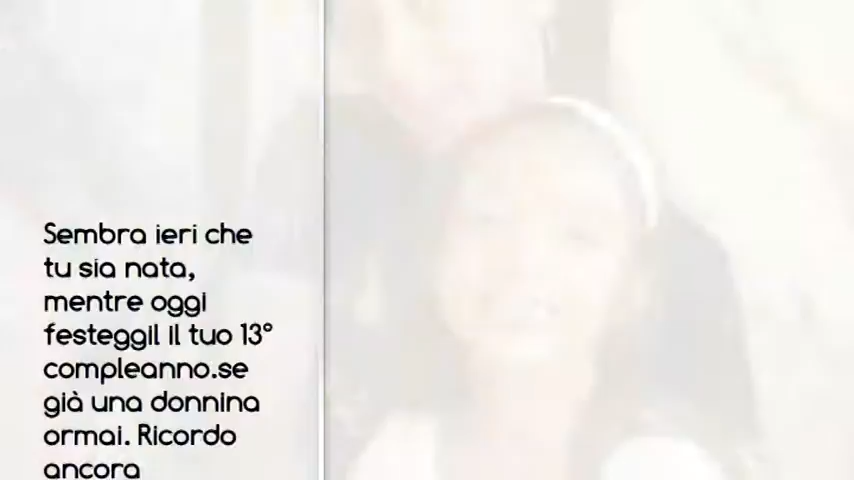 Sembra ieri che
tu sia nata,
mentre oggi
festeggil il tuo 13°
compleanno.se
già una donnina
ormai. Ricordo
ancora